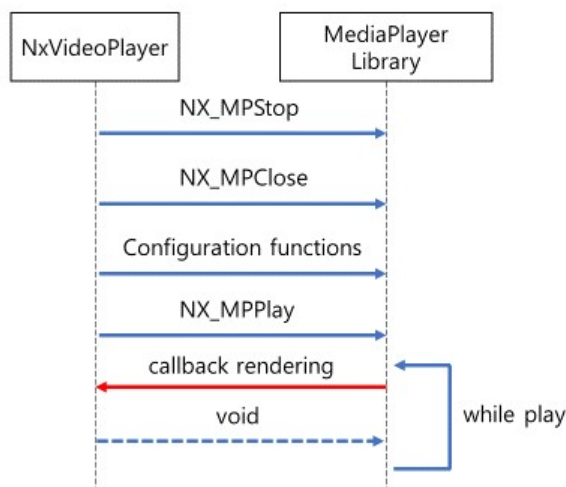 NxVideoPlayer
MediaPlayer
Library
NX_MPStop
NX_MPClose
Configuration functions
NX_MPPlay
callback rendering
void
while play